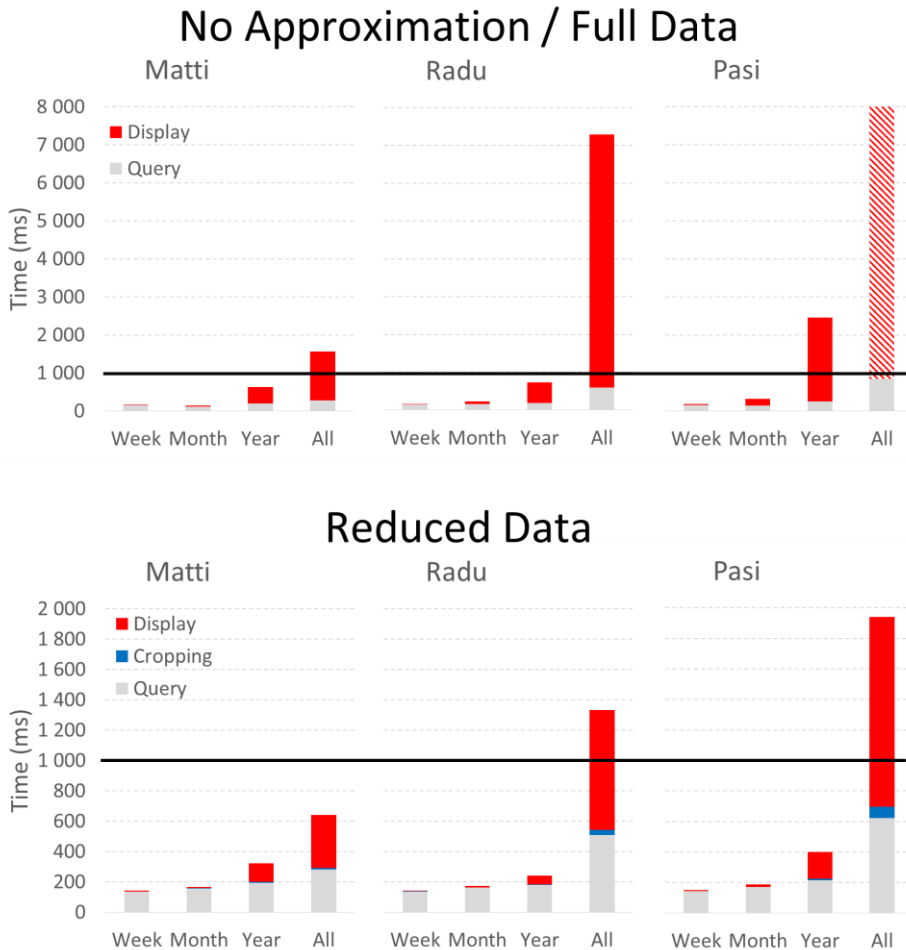 No Approximation / Full Data
Matti Radu Pasi
8 000
7 000
6 000
5 000
4 000
3 000
2 000
1 000
0
Time (ms)
Display
Query
Week Month Year All Week Month Year All Week Month Year All
Reduced Data
Matti Radu Pasi
2 000
1 800
1 600
1 400
1 200
1 000
800
600
400
200
0
Time (ms)
Display
Cropping
Query
Week Month Year All Week Month Year All Week Month Year All